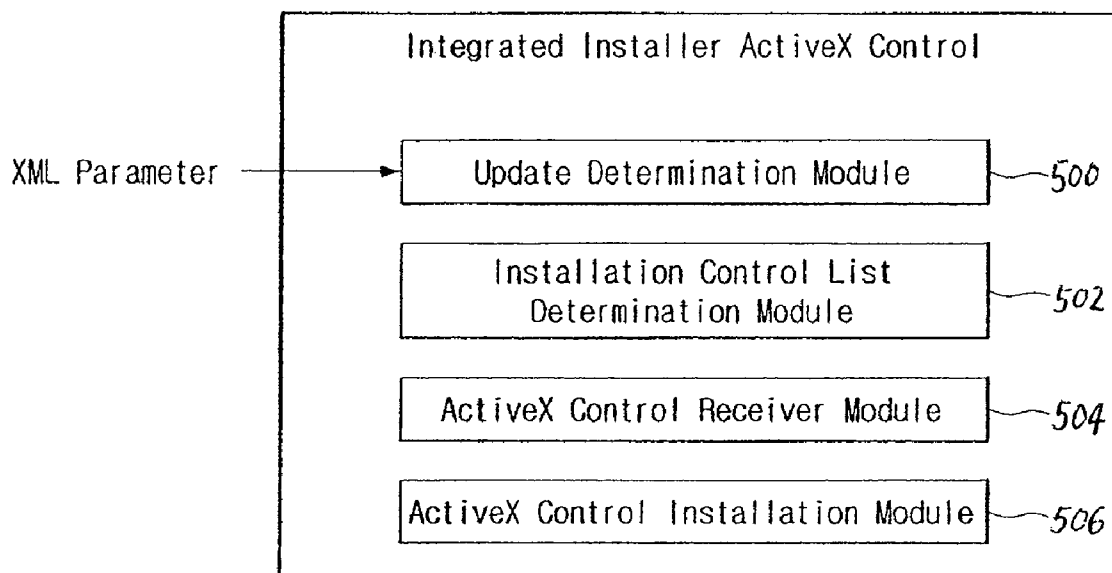 Integrated Installer ActiveX Control
XML Parameter
Update Determination Module
500
Installation Control List
Determination Module
502
ActiveX Control Receiver Module
504
ActiveX Control Installation Module
506